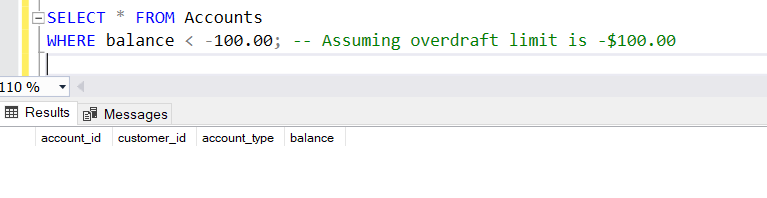 SELECT * FROM Accounts
WHERE balance < -100.00; -- Assuming overdraft limit is -$100.00
110 %
Results Messages
account_id customer_id account_type balance